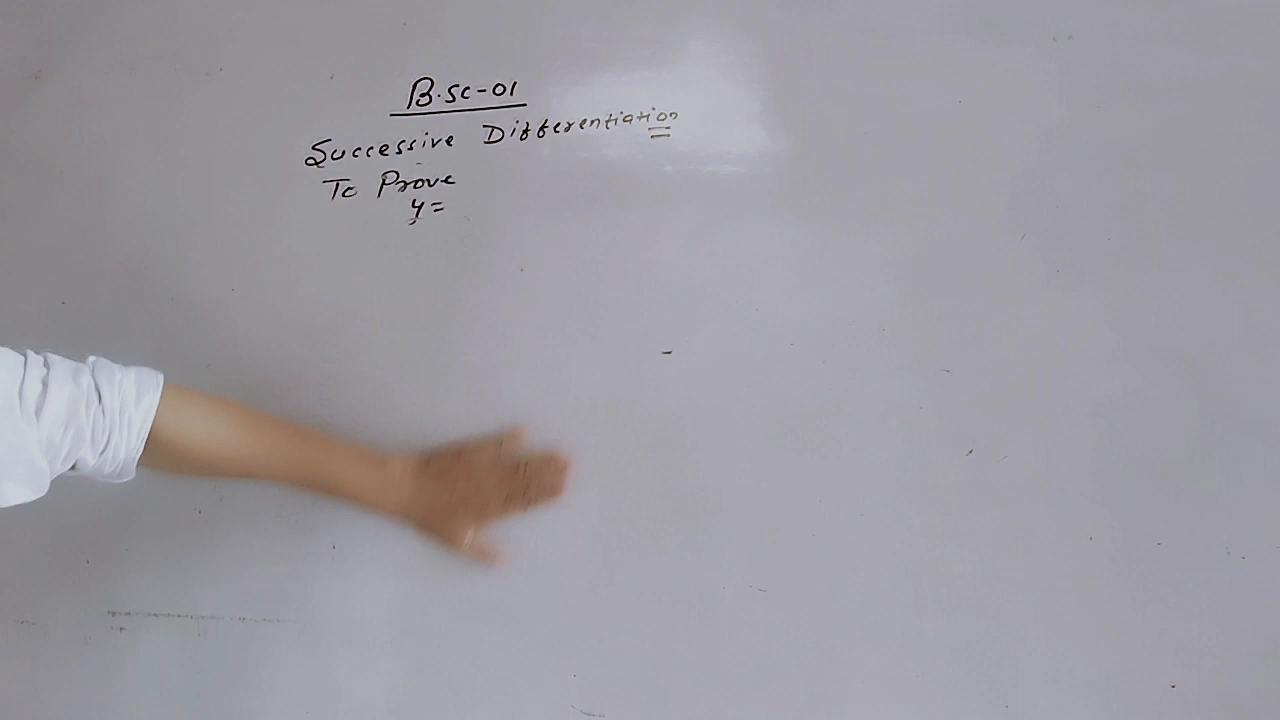 B.Sc-01
Successive Differentiation
To Prove
y=